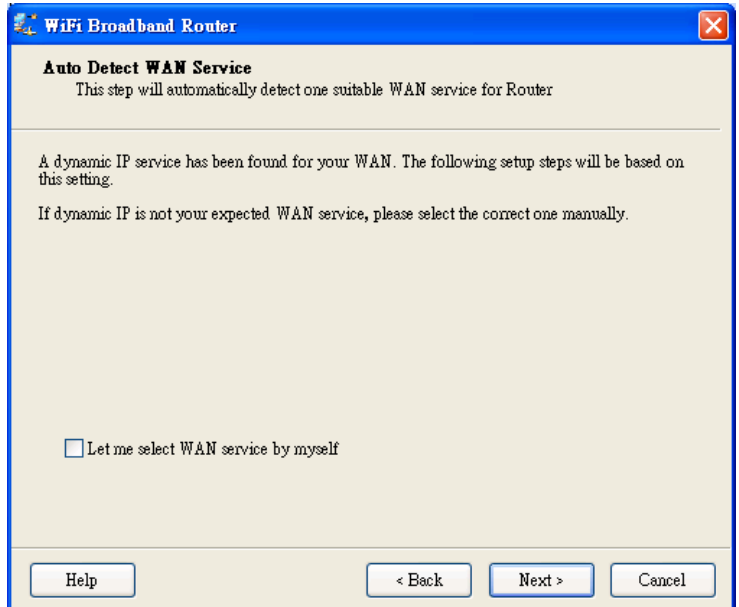 WiFi Broadband Router
Auto Detect WAN Service
This step will automatically detect one suitable WAN service for Router
A dynamic IP service has been found for your WAN. The following setup steps will be based on
this setting.
If dynamic IP is not your expected WAN service, please select the correct one manually.
Let me select WAN service by myself
Help
< Back
Next >
Cancel